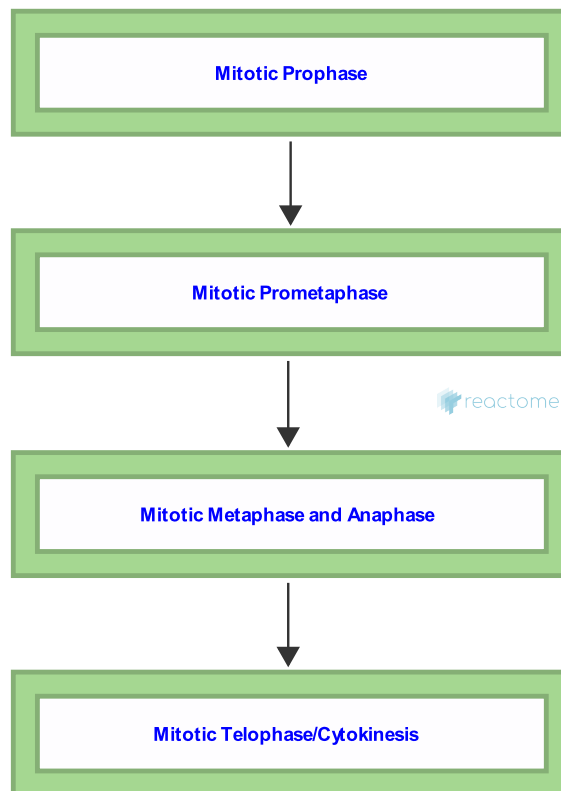 Mitotic Prophase
Mitotic Prometaphase
reactome
Mitotic Metaphase and Anaphase
Mitotic Telophase/Cytokinesis